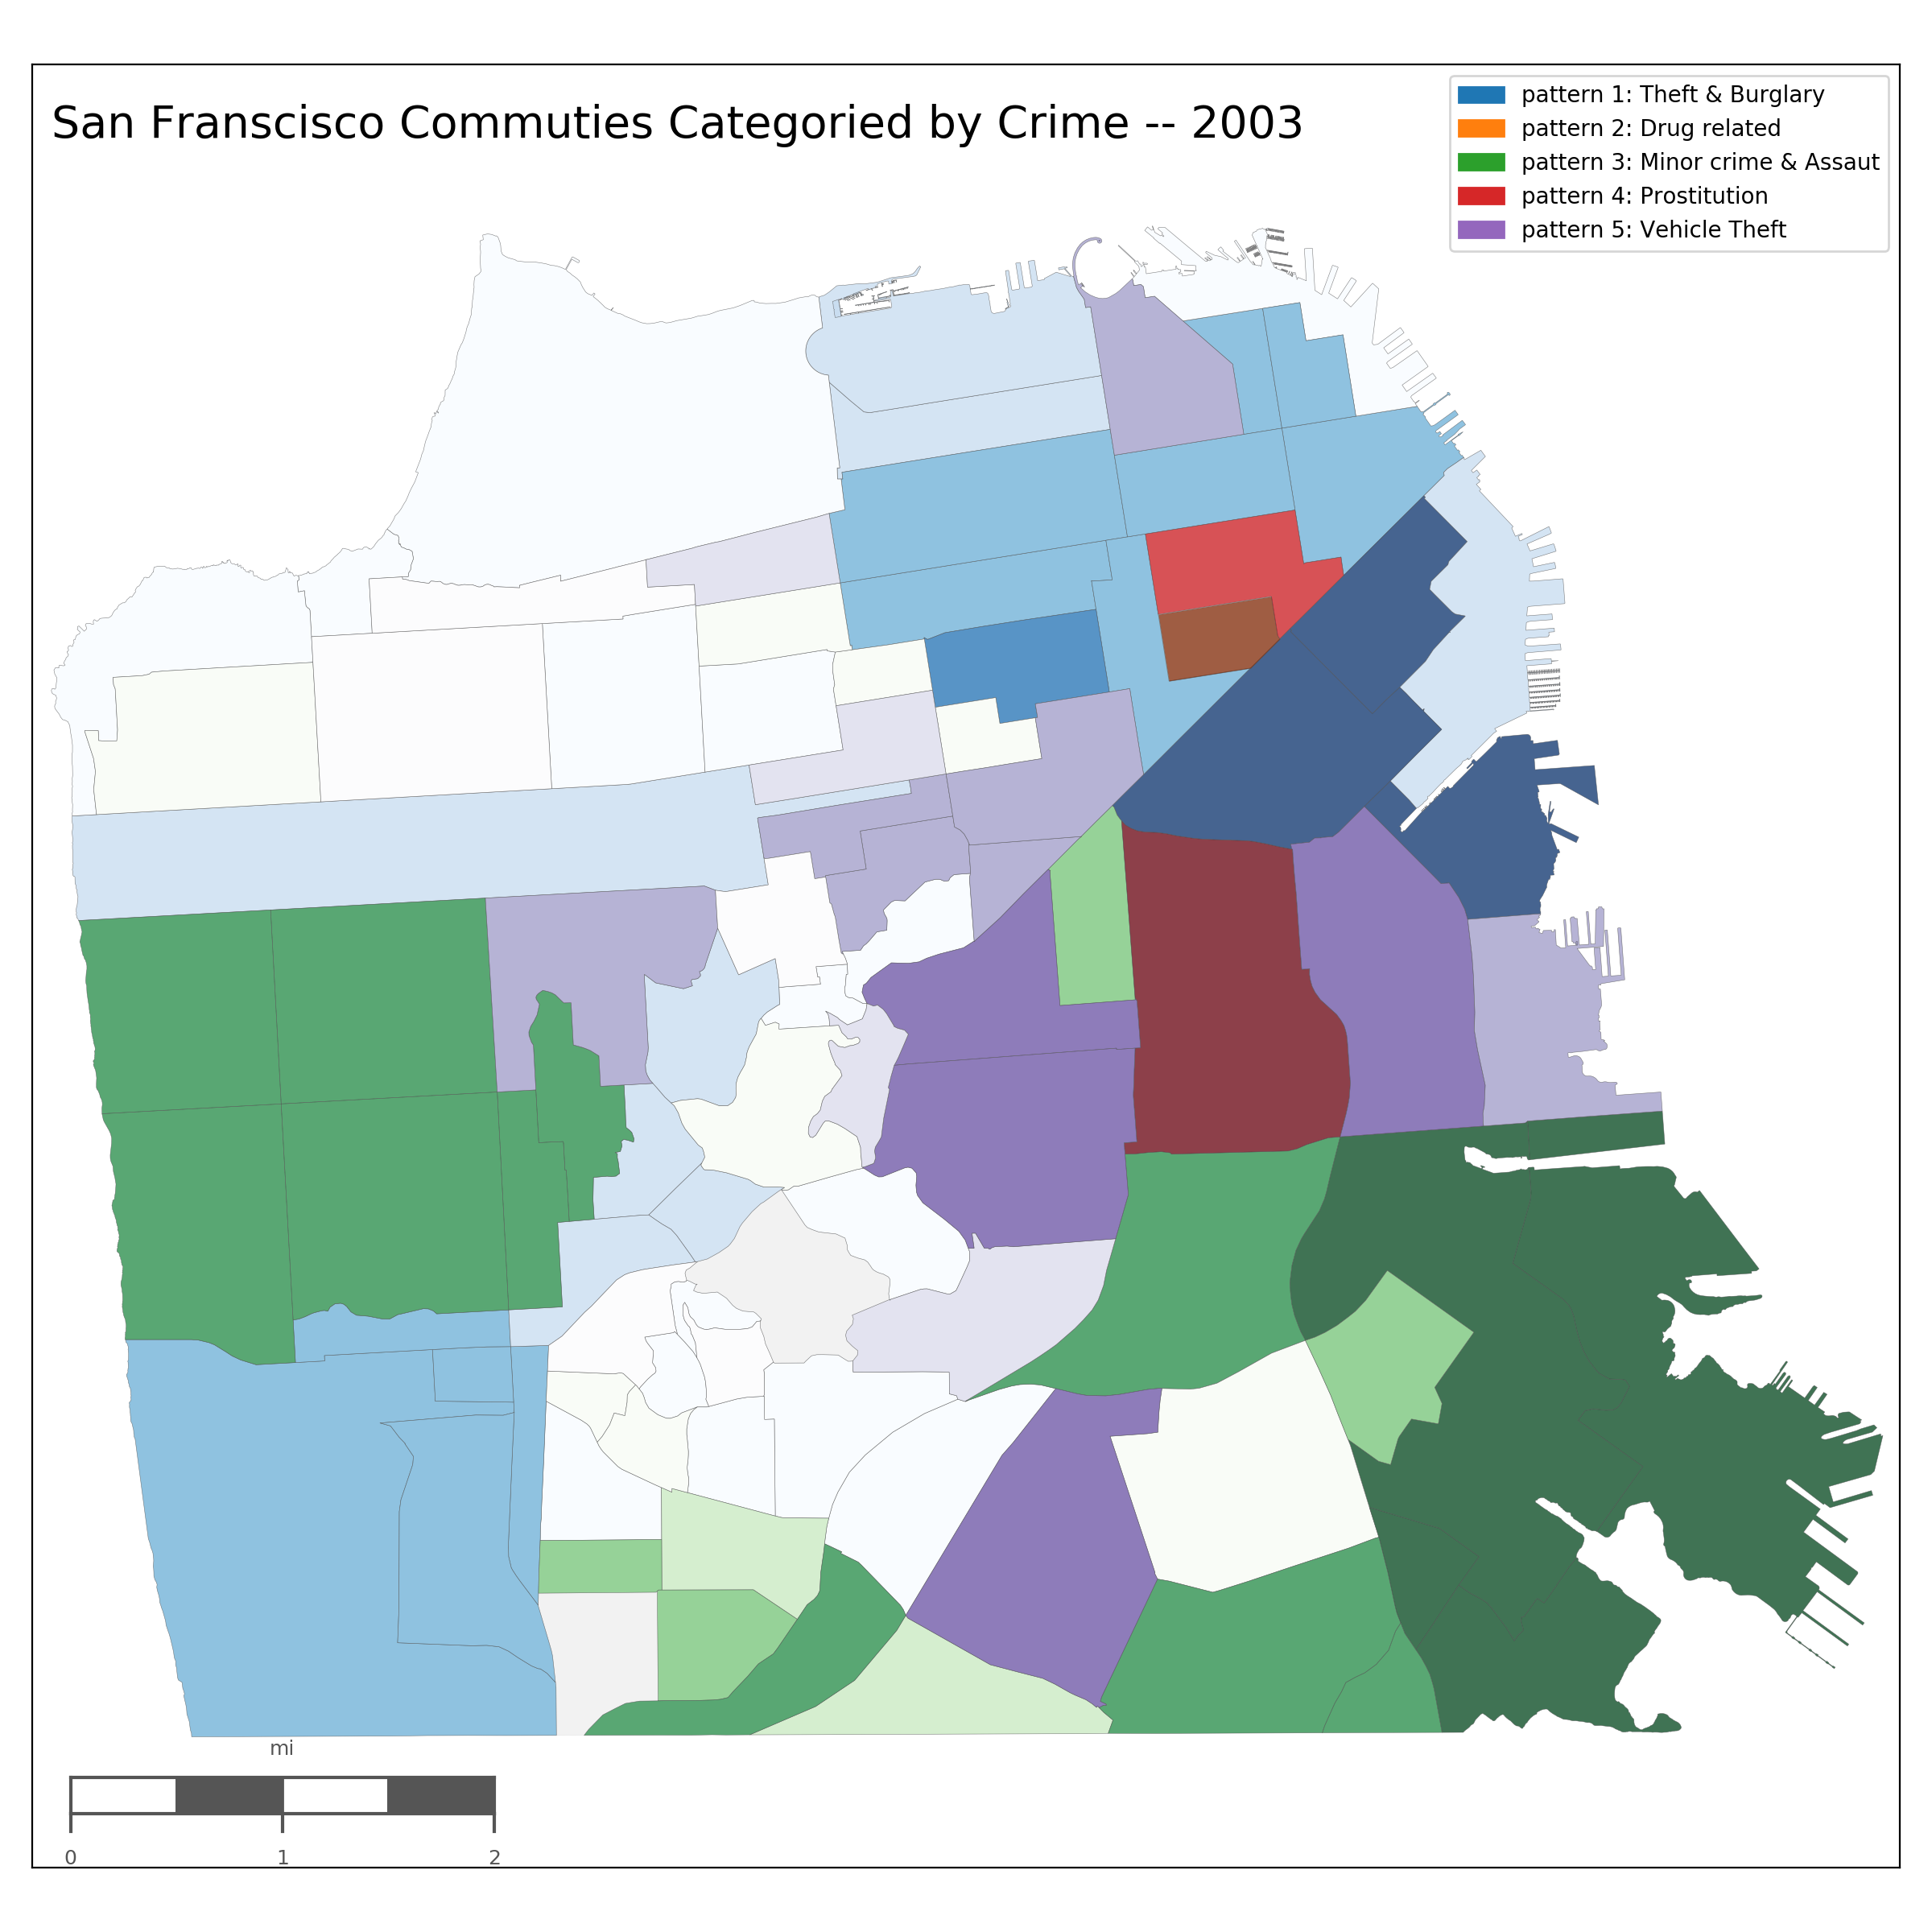 San Franscisco Commuties Categoried by Crime -- 2003
pattern 1: Theft & Burglary
pattern 2: Drug related
pattern 3: Minor crime & Assaut
pattern 4: Prostitution
pattern 5: Vehicle Theft
mi
0 1 2